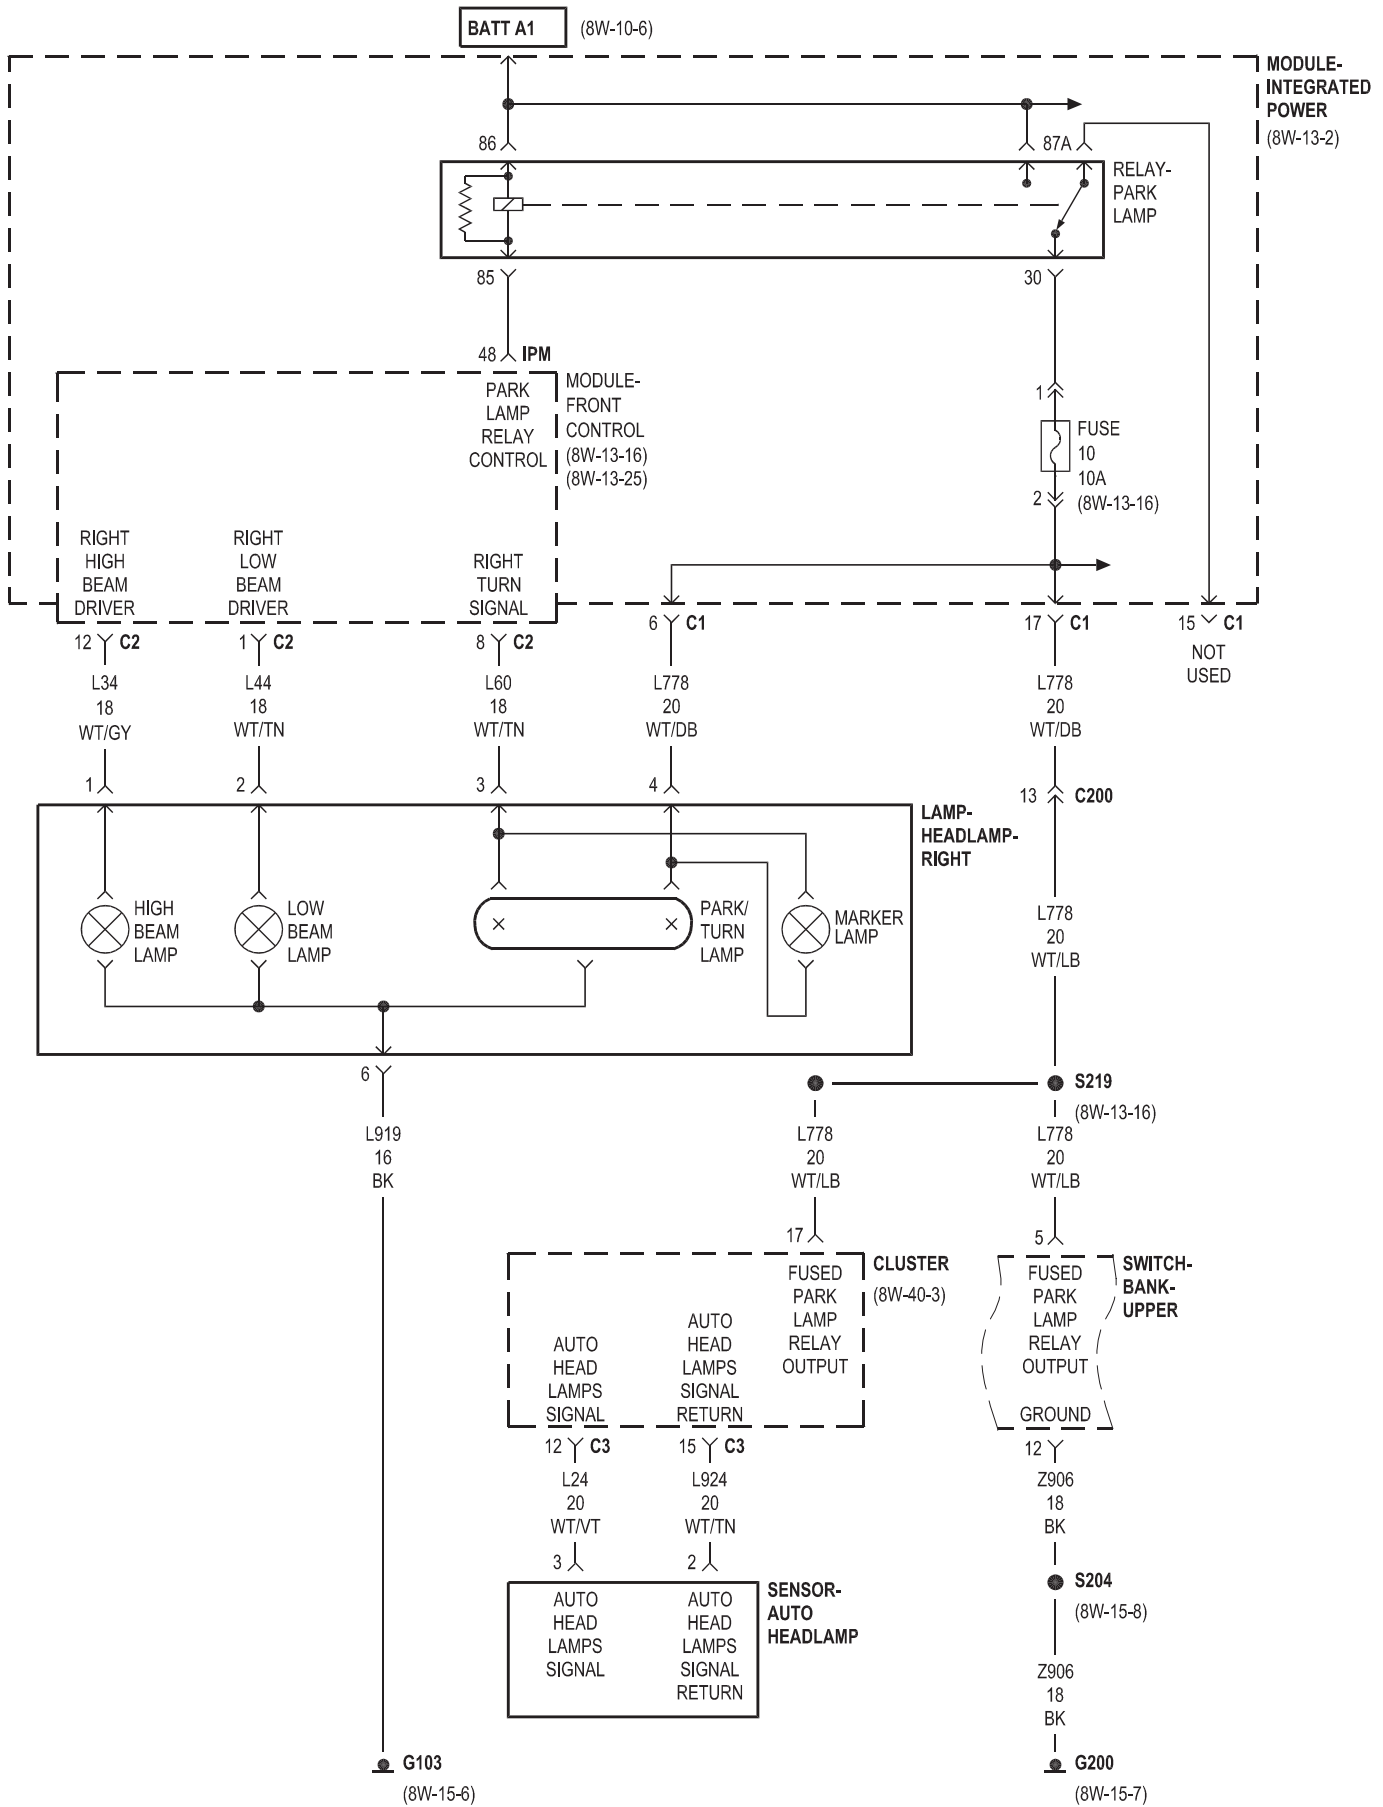 BATT A1
(8W-10-6)
MODULE-
INTEGRATED
POWER
(8W-13-2)
86
87A
RELAY-
PARK
LAMP
85
30
48
IPM
PARK
LAMP
RELAY
CONTROL
MODULE-
FRONT
CONTROL
(8W-13-16)
(8W-13-25)
1
FUSE
10
10A
(8W-13-16)
2
RIGHT
HIGH
BEAM
DRIVER
RIGHT
LOW
BEAM
DRIVER
RIGHT
TURN
SIGNAL
12
C2
1
C2
8
C2
6
C1
17
C1
15
C1
NOT
USED
L34
18
WT/GY
L44
18
WT/TN
L60
18
WT/TN
L778
20
WT/DB
L778
20
WT/DB
1
2
3
4
13
C200
LAMP-
HEADLAMP-
RIGHT
HIGH
BEAM
LAMP
LOW
BEAM
LAMP
PARK/
TURN
LAMP
MARKER
LAMP
L778
20
WT/LB
6
S219
(8W-13-16)
L919
16
BK
L778
20
WT/LB
L778
20
WT/LB
17
5
CLUSTER
(8W-40-3)
FUSED
PARK
LAMP
RELAY
OUTPUT
AUTO
HEAD
LAMPS
SIGNAL
AUTO
HEAD
LAMPS
SIGNAL
RETURN
SWITCH-
BANK-
UPPER
FUSED
PARK
LAMP
RELAY
OUTPUT
GROUND
12
C3
15
C3
12
L24
20
WT/VT
L924
20
WT/TN
Z906
18
BK
3
2
SENSOR-
AUTO
HEADLAMP
AUTO
HEAD
LAMPS
SIGNAL
AUTO
HEAD
LAMPS
SIGNAL
RETURN
S204
(8W-15-8)
Z906
18
BK
G103
(8W-15-6)
G200
(8W-15-7)